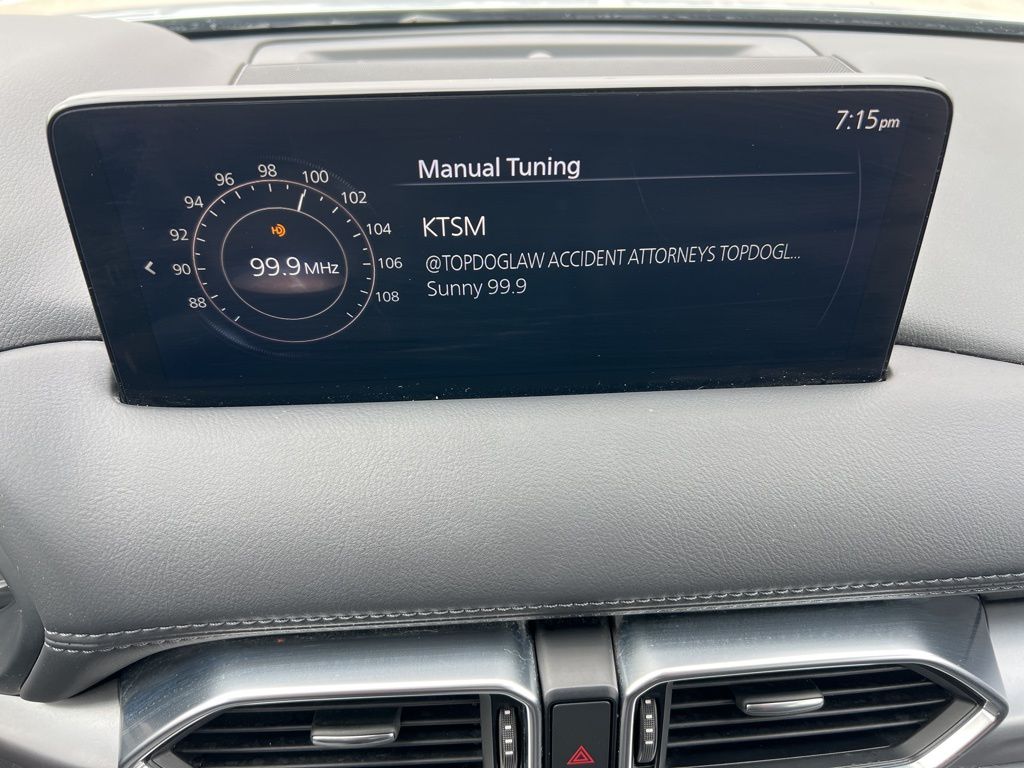 7:15pm
Manual Tuning
88 90 92 94 96 98 100 102 104 106 108
HD
99.9 MHz
KTSM
@TOPDOGLAW ACCIDENT ATTORNEYS TOPDOGL...
Sunny 99.9